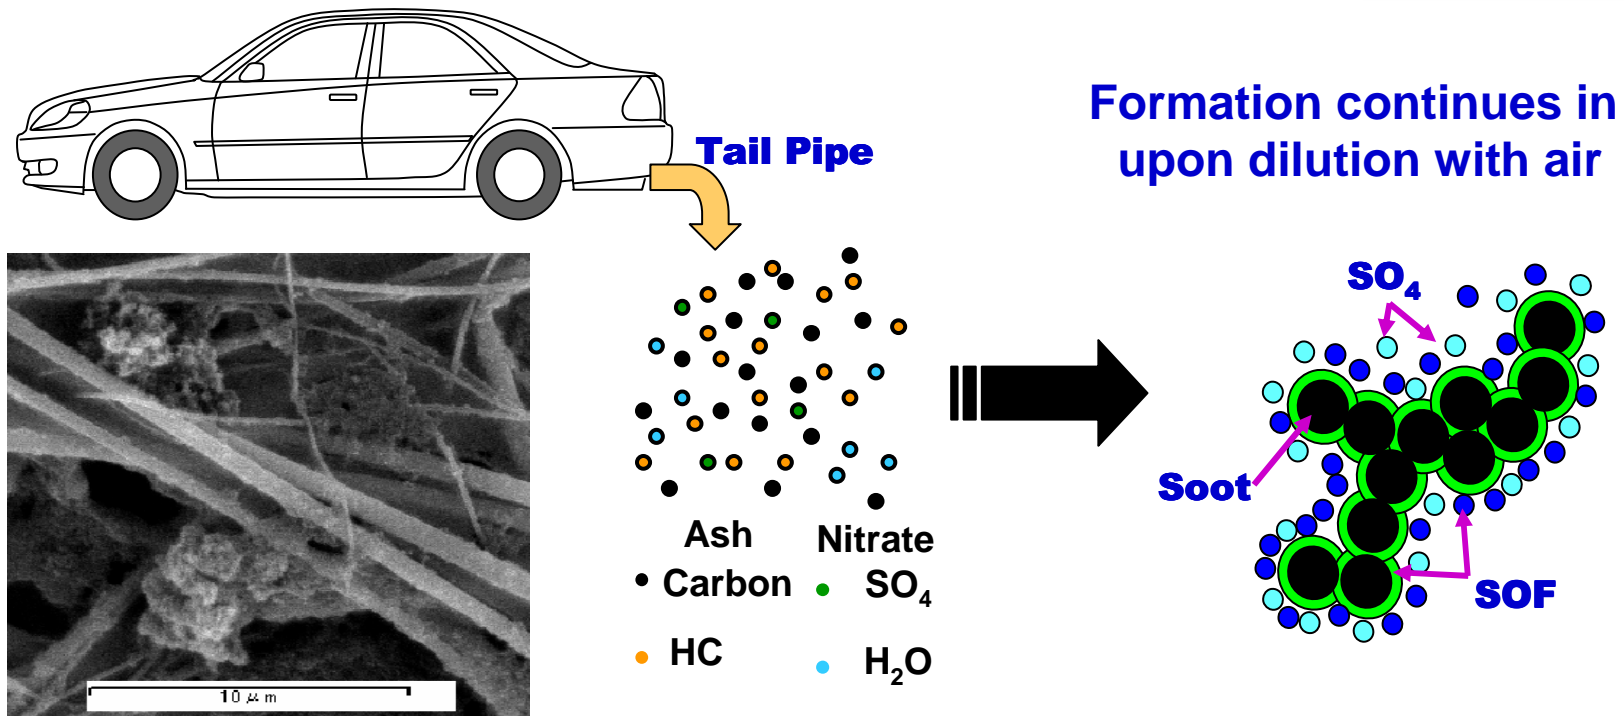 Tail Pipe
Formation continues in
upon dilution with air
SO4
Soot
SOF
Ash
Nitrate
Carbon
SO4
HC
H2O
10 μm